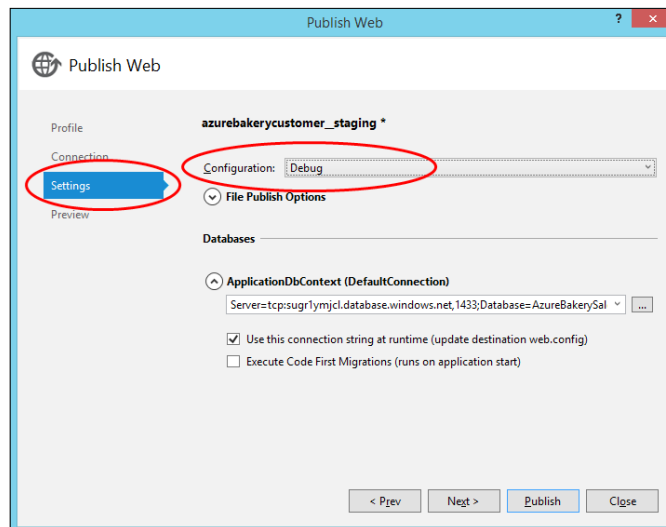 Publish Web
?
Publish Web
Profile
Connection
Settings
Preview
azurebakerycustomer__staging *
Configuration: Debug
File Publish Options
Databases
ApplicationDbContext (DefaultConnection)
Server=tcp:sugr1ymjcl.database.windows.net,1433;Database=AzureBakerySal
...
Use this connection string at runtime (update destination web.config)
Execute Code First Migrations (runs on application start)
< Prev Next > Publish Close